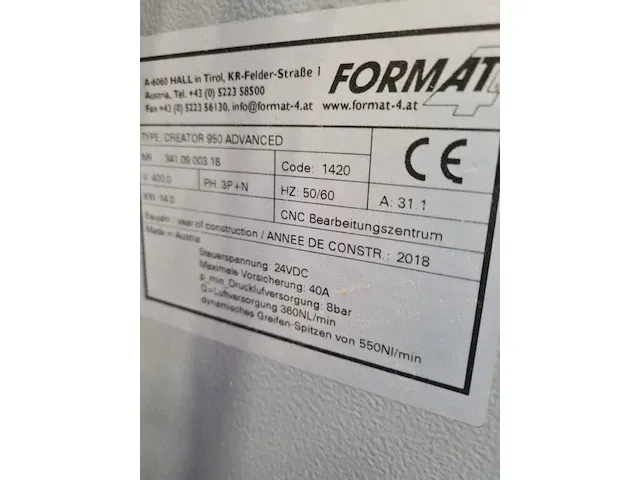 A-6060 HALL in Tirol, KR-Felder-Straße 1
Austria, Tel. +43 (0) 5223 58500
Fax +43 (0) 5223 56130, info@format-4.at www.format-4.at
FORMAT 4
TYPE: CREATOR 950 ADVANCED
NR 341.09.003.18 Code: 1420
V: 400.0 PH: 3P+N HZ: 50/60 A: 31.1
KW: 14.0 CNC Bearbeitungszentrum
CE
Baujahr / year of construction / ANNEE DE CONSTR.: 2018
Made in Austria
Steuerspannung: 24VDC
Maximale Vorsicherung: 40A
p_min_Drucklufversorgung: 8bar
Q=Luftversorgung 360NL/min
dynamisches Greifen-Spitzen von 550Nl/min